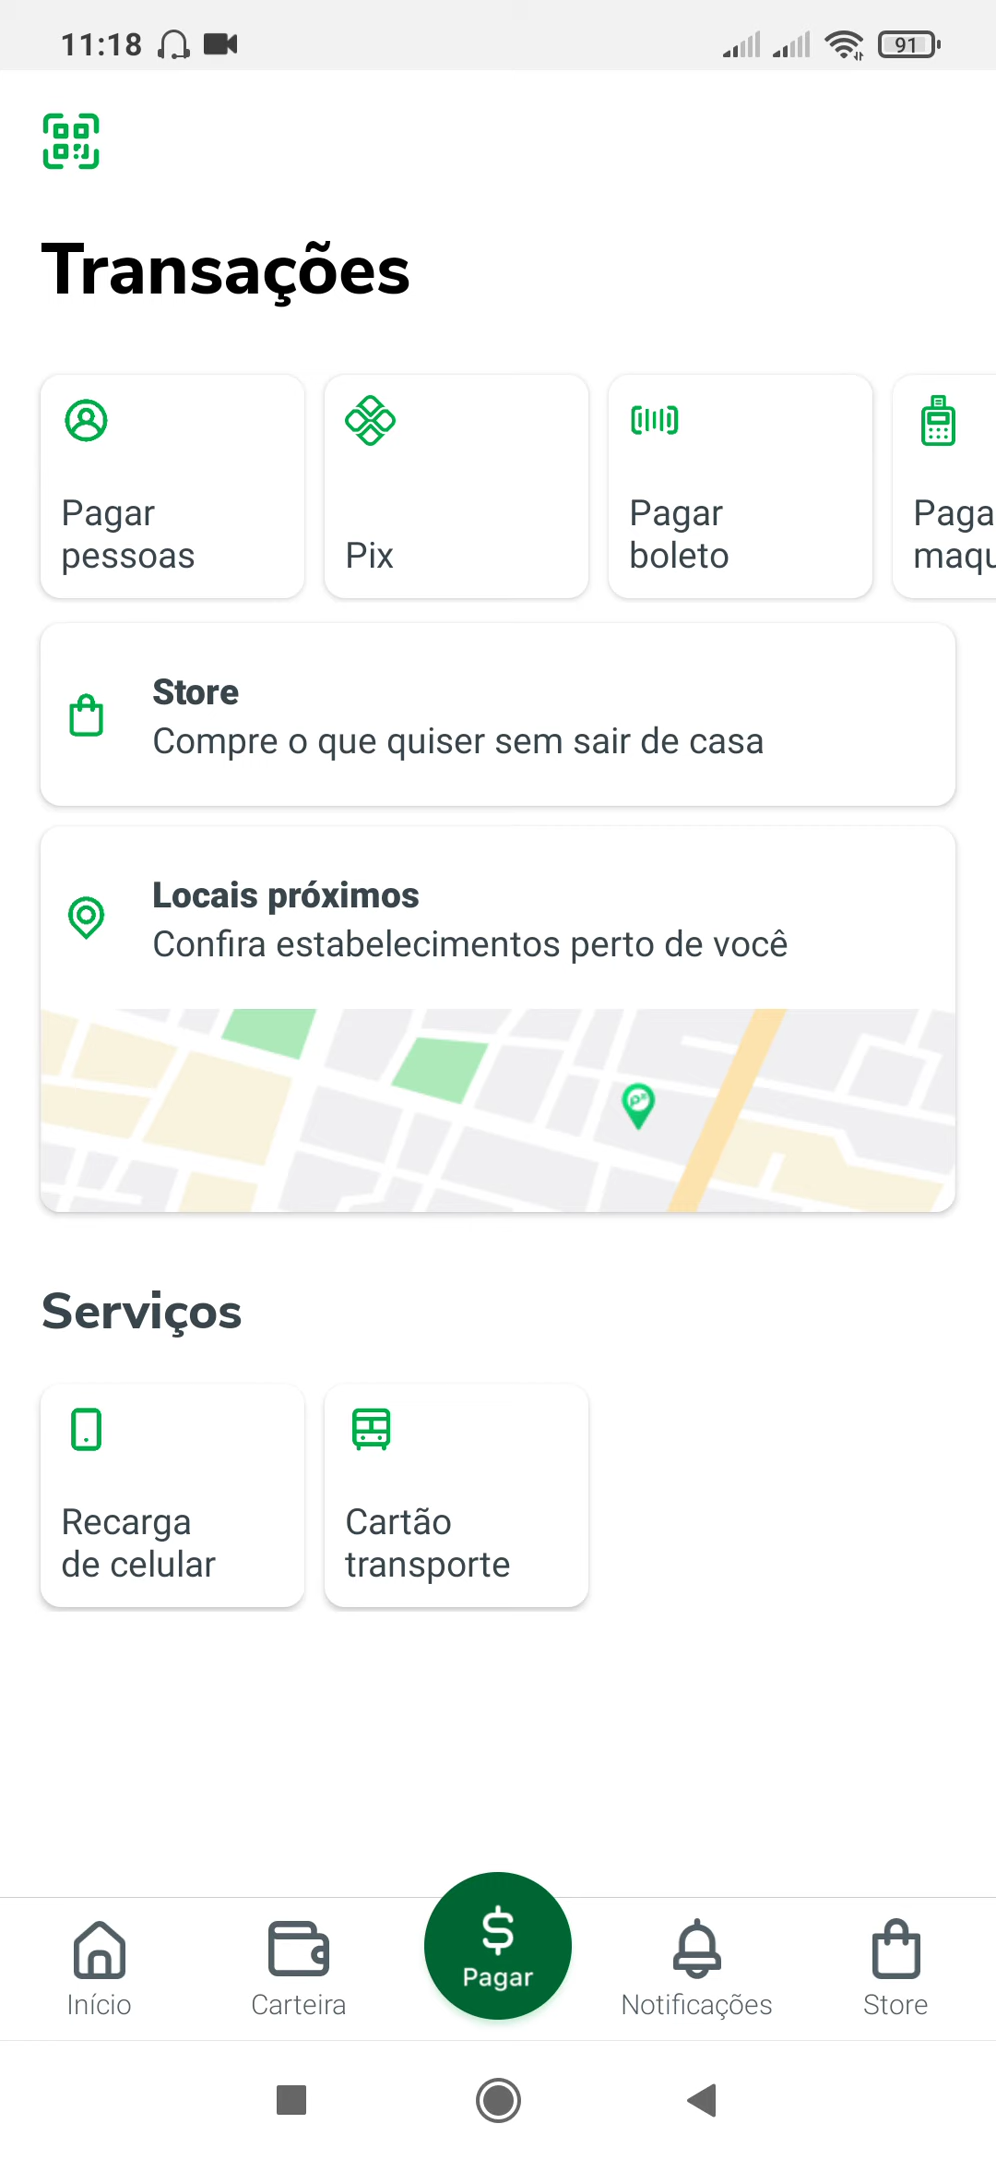 11:18
91
Transações
Pagar
pessoas
Pix
Pagar
boleto
Paga
maqu
Store
Compre o que quiser sem sair de casa
Locais próximos
Confira estabelecimentos perto de você
Serviços
Recarga
de celular
Cartão
transporte
$
Pagar
Início
Carteira
Notificações
Store